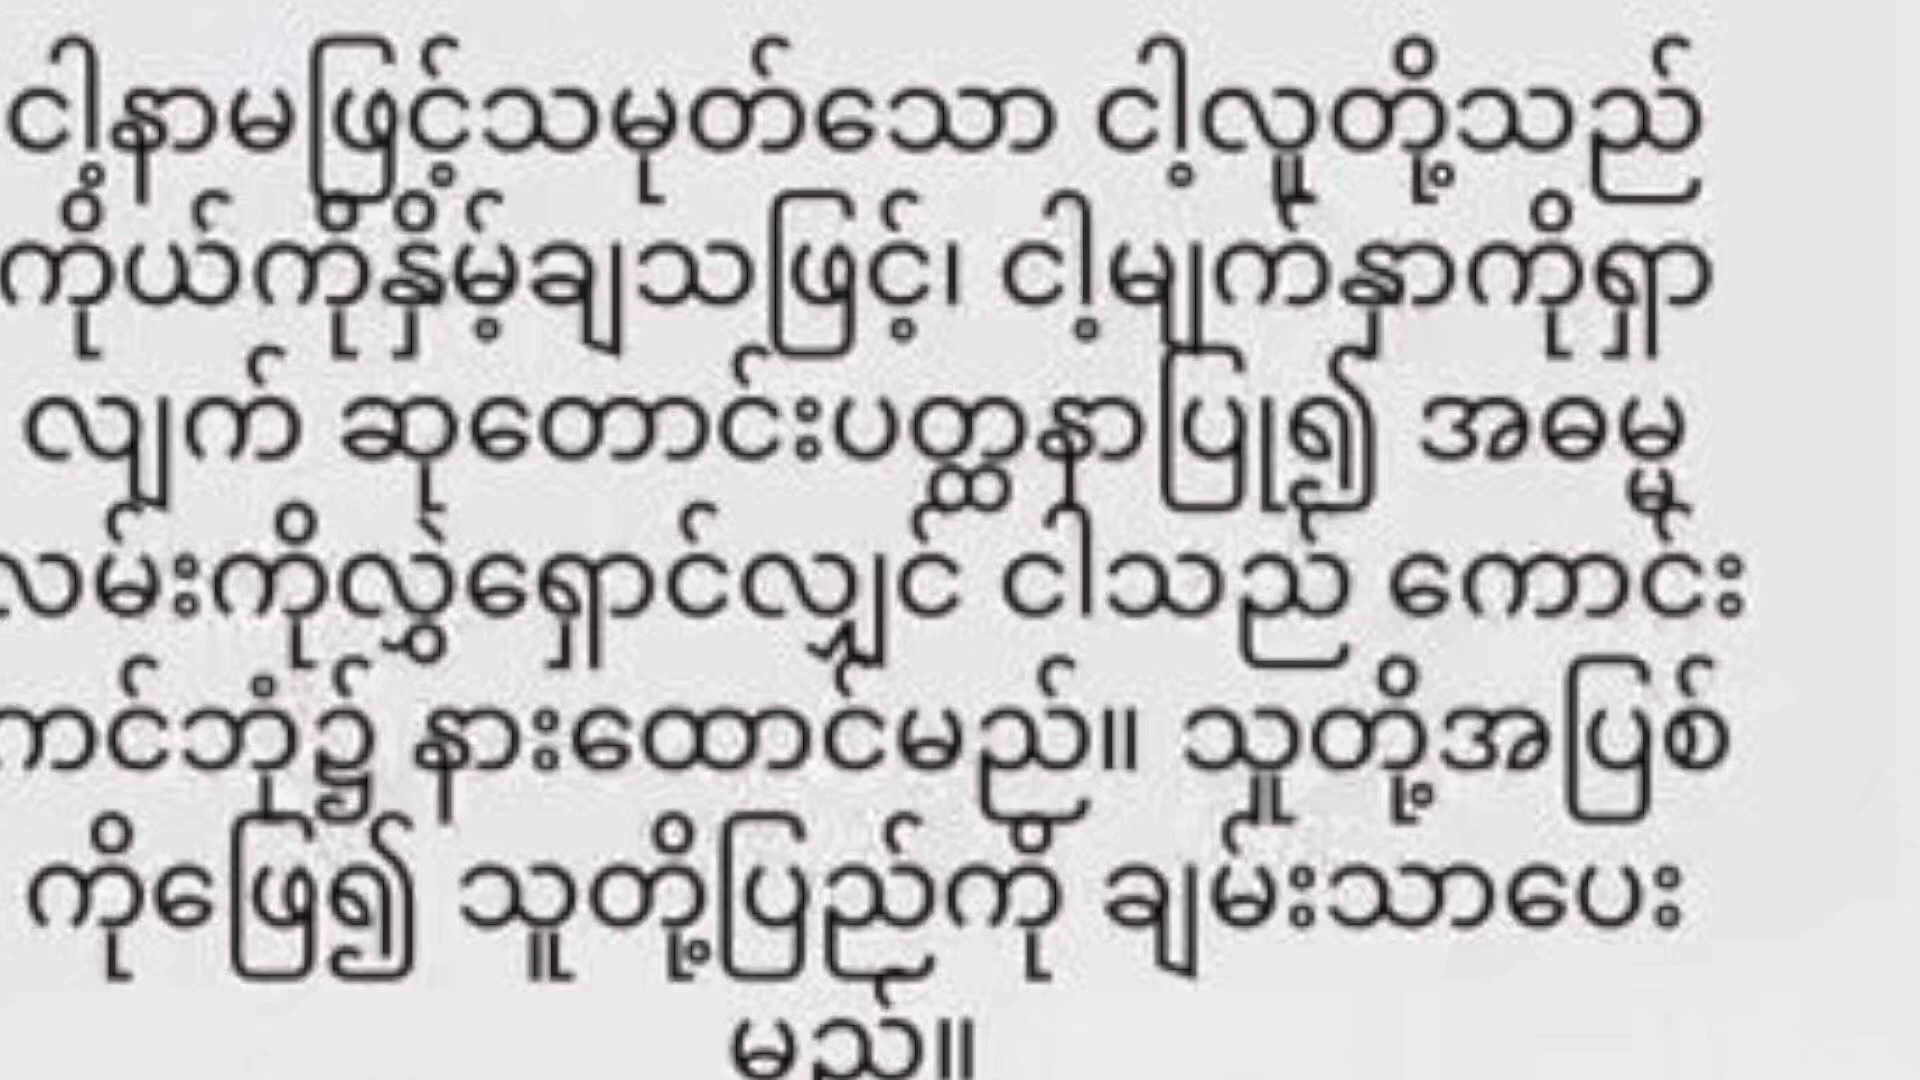 ငါ့နာမဖြင့်သမုတ်သော ငါ့လူတို့သည်
ကိုယ်ကိုနှိမ့်ချသဖြင့်၊ ငါ့မျက်နှာကိုရှာ
လျက် ဆုတောင်းပတ္ထနာပြု၍ အဓမ္မ
လမ်းကိုလွှဲရှောင်လျှင် ငါသည် ကောင်း
ကင်ဘုံ၌ နားထောင်မည်။ သူတို့အပြစ်
ကိုဖြေ၍ သူတို့ပြည်ကို ချမ်းသာပေး
မည်။